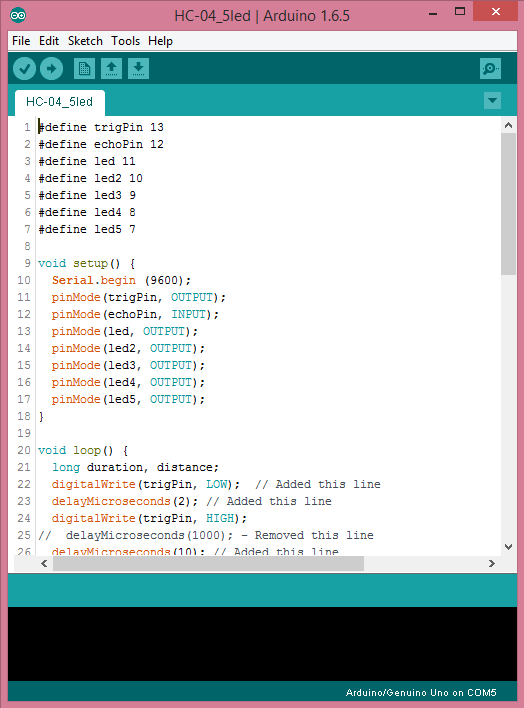 HC-04_5led | Arduino 1.6.5
File Edit Sketch Tools Help
HC-04_5led
1 #define trigPin 13
2 #define echoPin 12
3 #define led 11
4 #define led2 10
5 #define led3 9
6 #define led4 8
7 #define led5 7
8
9 void setup() {
10   Serial.begin (9600);
11   pinMode(trigPin, OUTPUT);
12   pinMode(echoPin, INPUT);
13   pinMode(led, OUTPUT);
14   pinMode(led2, OUTPUT);
15   pinMode(led3, OUTPUT);
16   pinMode(led4, OUTPUT);
17   pinMode(led5, OUTPUT);
18 }
19
20 void loop() {
21   long duration, distance;
22   digitalWrite(trigPin, LOW);  // Added this line
23   delayMicroseconds(2); // Added this line
24   digitalWrite(trigPin, HIGH);
25 //  delayMicroseconds(1000); - Removed this line
26   delayMicroseconds(10); // Added this line
Arduino/Genuino Uno on COM5